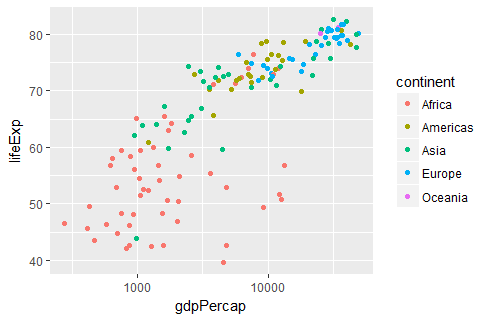 80
70
60
50
40
lifeExp
1000
10000
gdpPercap
continent
Africa
Americas
Asia
Europe
Oceania